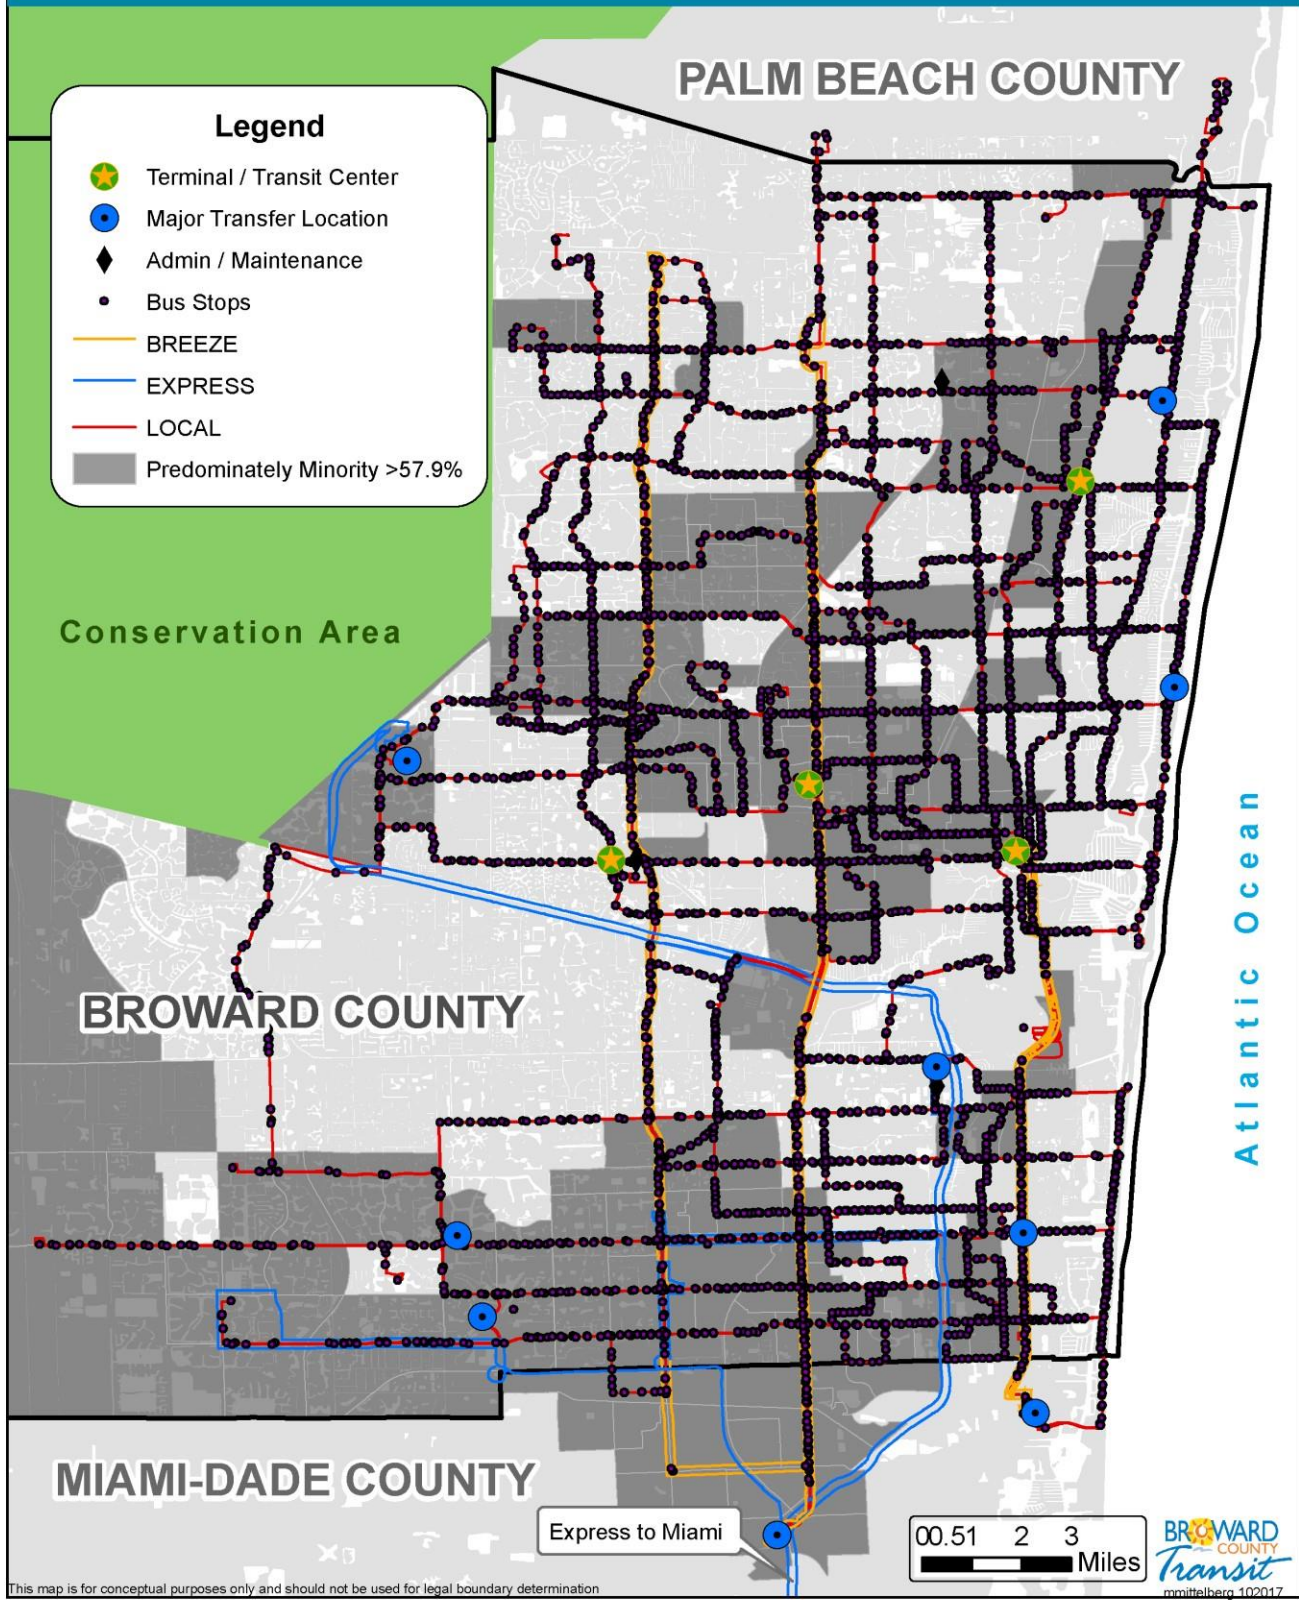 PALM BEACH COUNTY
Legend
Terminal / Transit Center
Major Transfer Location
Admin / Maintenance
Bus Stops
BREEZE
EXPRESS
LOCAL
Predominately Minority >57.9%
Conservation Area
Atlantic Ocean
BROWARD COUNTY
MIAMI-DADE COUNTY
Express to Miami
00.51 2 3
Miles
BROWARD
COUNTY
Transit
This map is for conceptual purposes only and should not be used for legal boundary determination
mmittelberg 102017